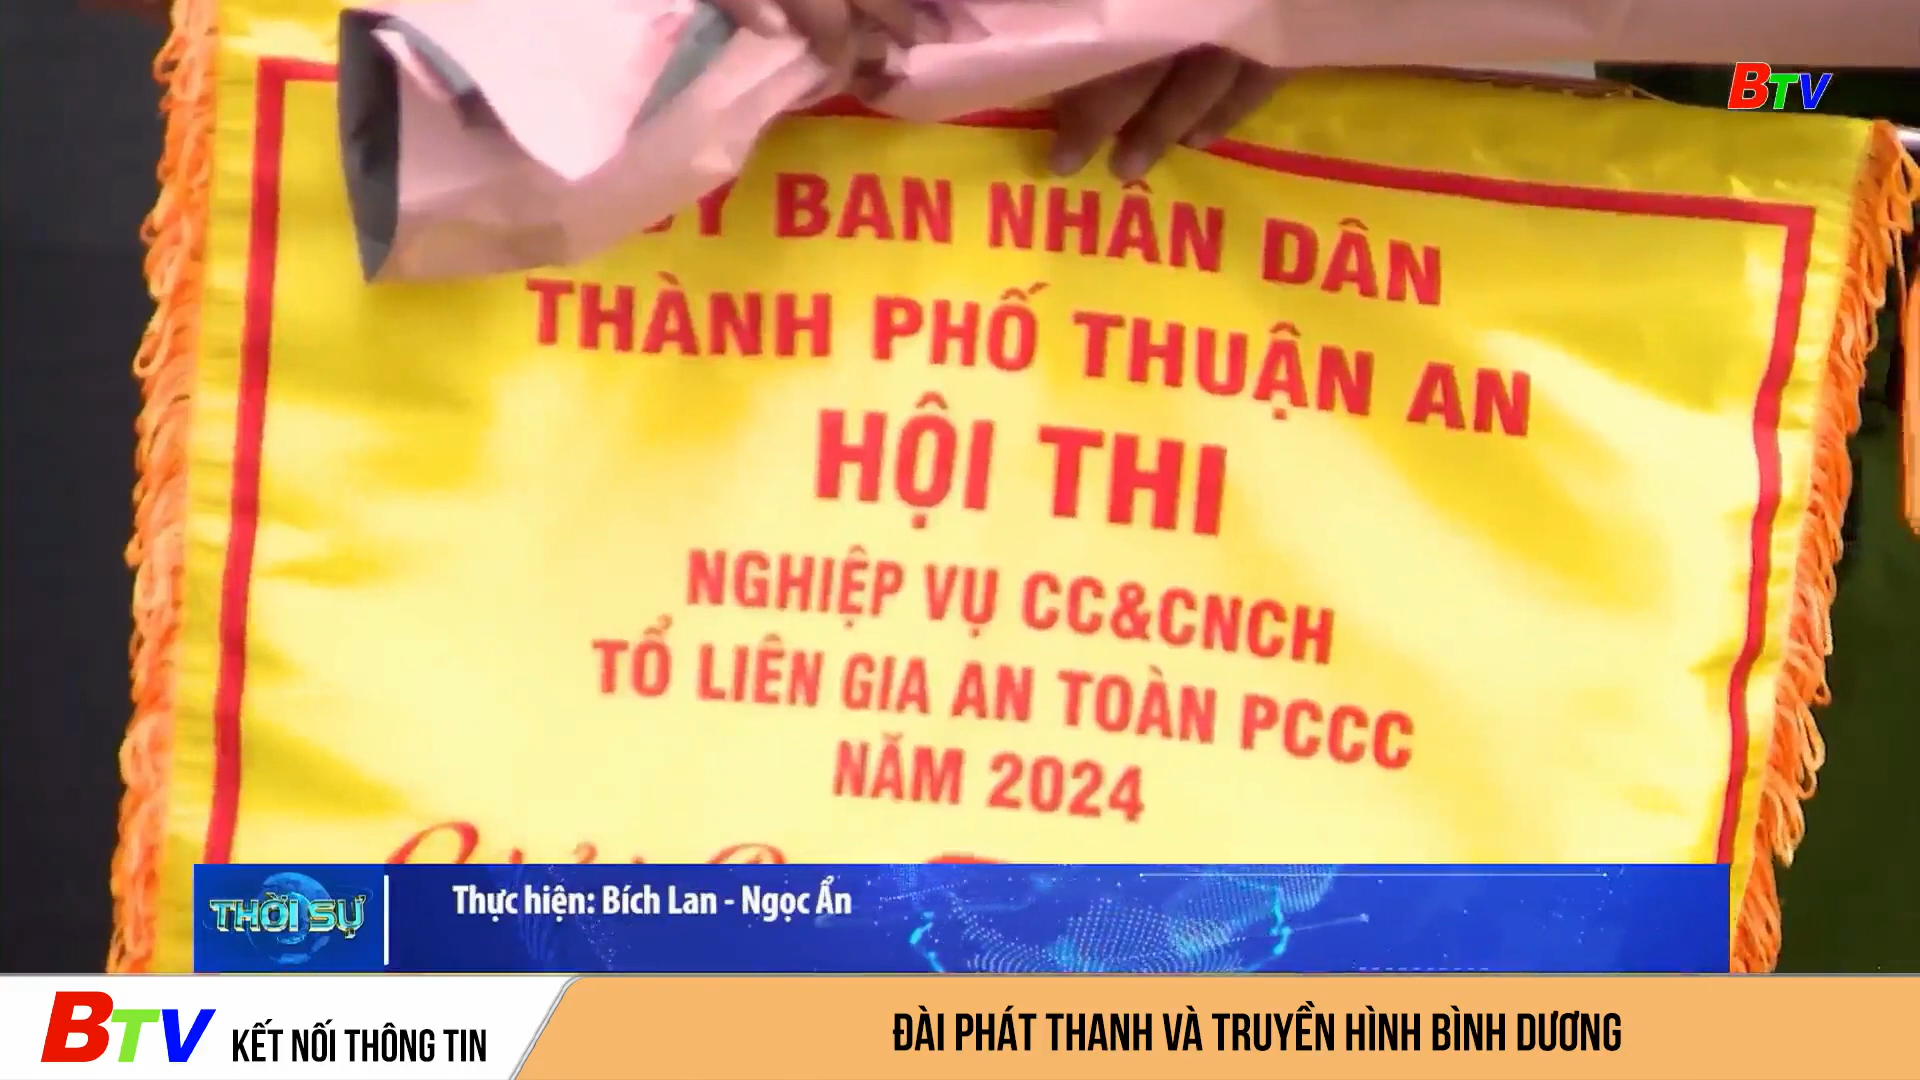 BTV
BAN NHÂN DÂN
THÀNH PHỐ THUẬN AN
HỘI THI
NGHIỆP VỤ CC&CNCH
TỔ LIÊN GIA AN TOÀN PCCC
NĂM 2024
THỜI SỰ
Thực hiện: Bích Lan - Ngọc Ẩn
BTV KẾT NỐI THÔNG TIN
ĐÀI PHÁT THANH VÀ TRUYỀN HÌNH BÌNH DƯƠNG